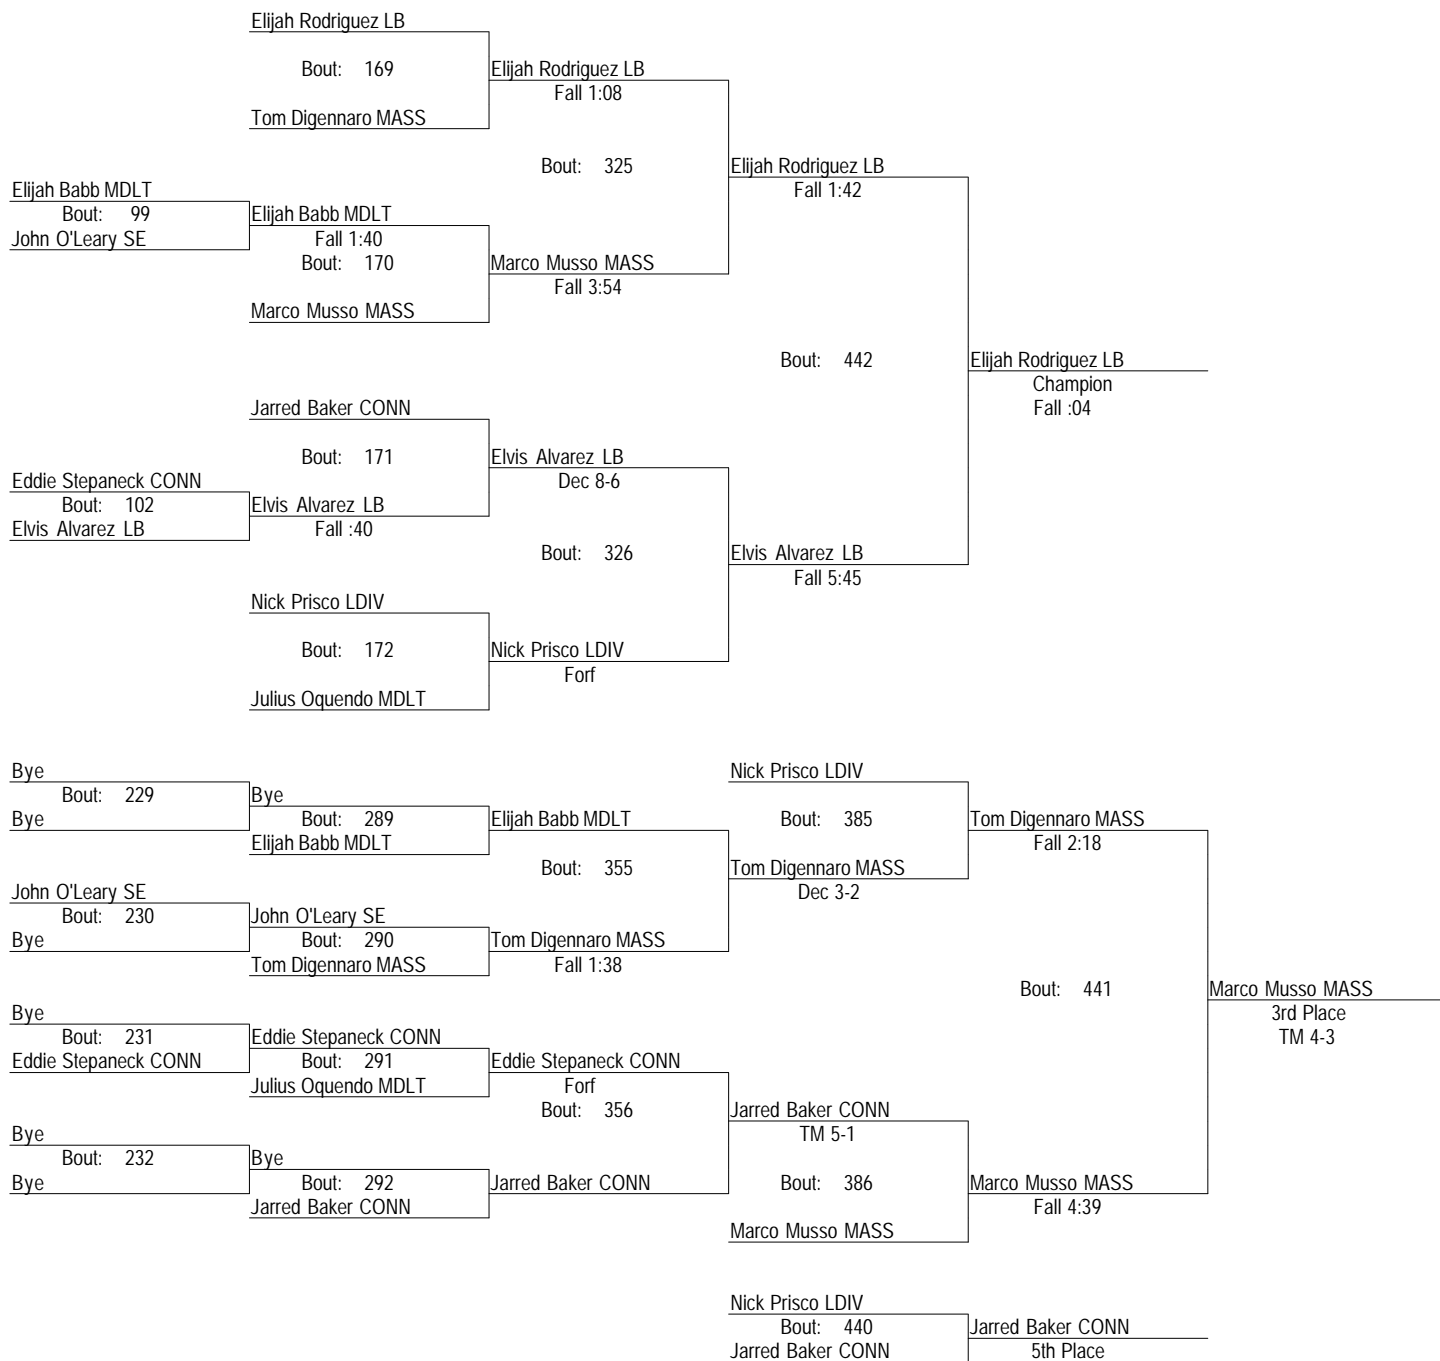 Elijah Rodriguez LB
Bout: 169
Elijah Rodriguez LB
Fall 1:08
Tom Digennaro MASS
Bout: 325
Elijah Rodriguez LB
Fall 1:42
Elijah Babb MDLT
Bout: 99
John O'Leary SE
Elijah Babb MDLT
Fall 1:40
Bout: 170
Marco Musso MASS
Fall 3:54
Marco Musso MASS
Bout: 442
Elijah Rodriguez LB
Champion
Fall :04
Jarred Baker CONN
Bout: 171
Elvis Alvarez LB
Dec 8-6
Eddie Stepaneck CONN
Bout: 102
Elvis Alvarez LB
Elvis Alvarez LB
Fall :40
Bout: 326
Elvis Alvarez LB
Fall 5:45
Nick Prisco LDIV
Bout: 172
Nick Prisco LDIV
Forf
Julius Oquendo MDLT
Bye
Bout: 229
Bye
Bye
Bout: 289
Elijah Babb MDLT
Elijah Babb MDLT
Bout: 355
Nick Prisco LDIV
Bout: 385
Tom Digennaro MASS
Fall 2:18
Tom Digennaro MASS
Dec 3-2
John O'Leary SE
Bout: 230
Bye
John O'Leary SE
Bout: 290
Tom Digennaro MASS
Tom Digennaro MASS
Fall 1:38
Bout: 441
Marco Musso MASS
3rd Place
TM 4-3
Bye
Bout: 231
Eddie Stepaneck CONN
Eddie Stepaneck CONN
Bout: 291
Julius Oquendo MDLT
Eddie Stepaneck CONN
Forf
Bout: 356
Jarred Baker CONN
TM 5-1
Bye
Bout: 232
Bye
Bye
Bout: 292
Jarred Baker CONN
Jarred Baker CONN
Bout: 386
Marco Musso MASS
Marco Musso MASS
Fall 4:39
Nick Prisco LDIV
Bout: 440
Jarred Baker CONN
Jarred Baker CONN
5th Place